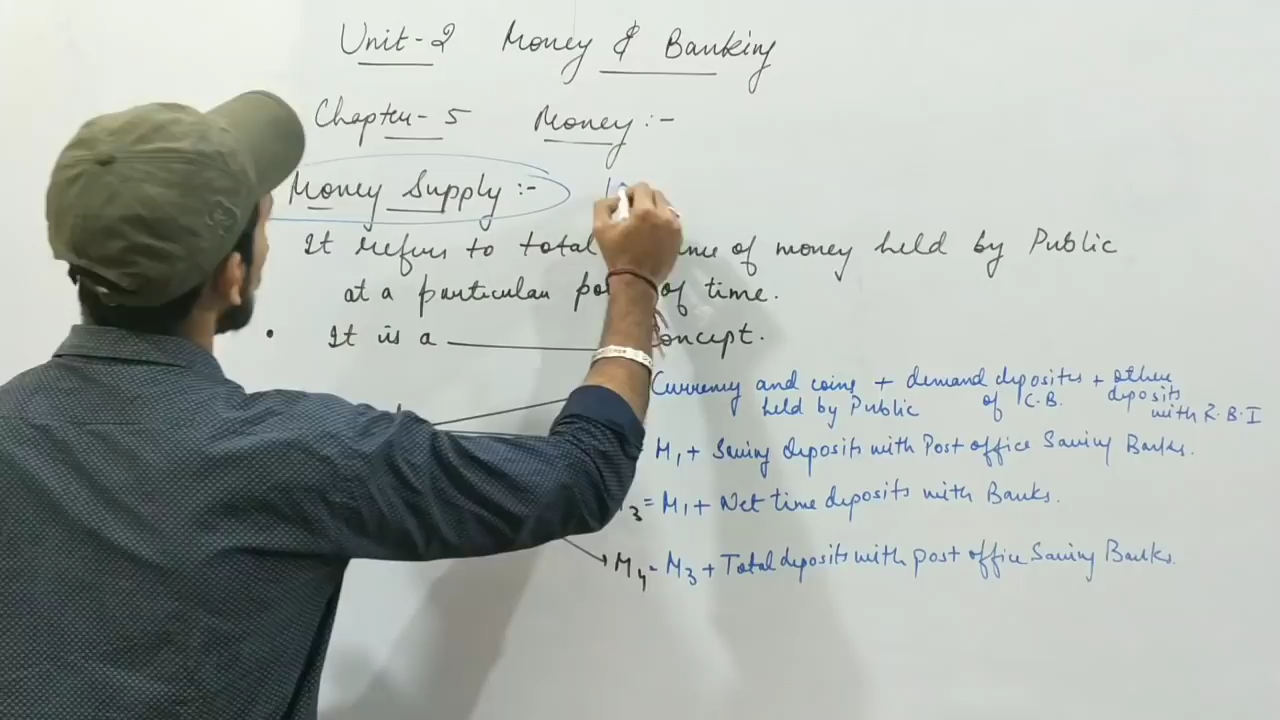 Unit-2 Money & Banking
Chapter-5 Money:-
Money Supply:-
It refers to total of money held by Public
at a particular of time.
• It is a ________ Concept.
Currency and coins + demand deposites + other
held by Public of C.B. deposits
with R.B.I
M1 + Saving deposits with Post office Saving Banks.
3 = M1 + Net time deposits with Banks.
M4 = M3 + Total deposits with post office Saving Banks.